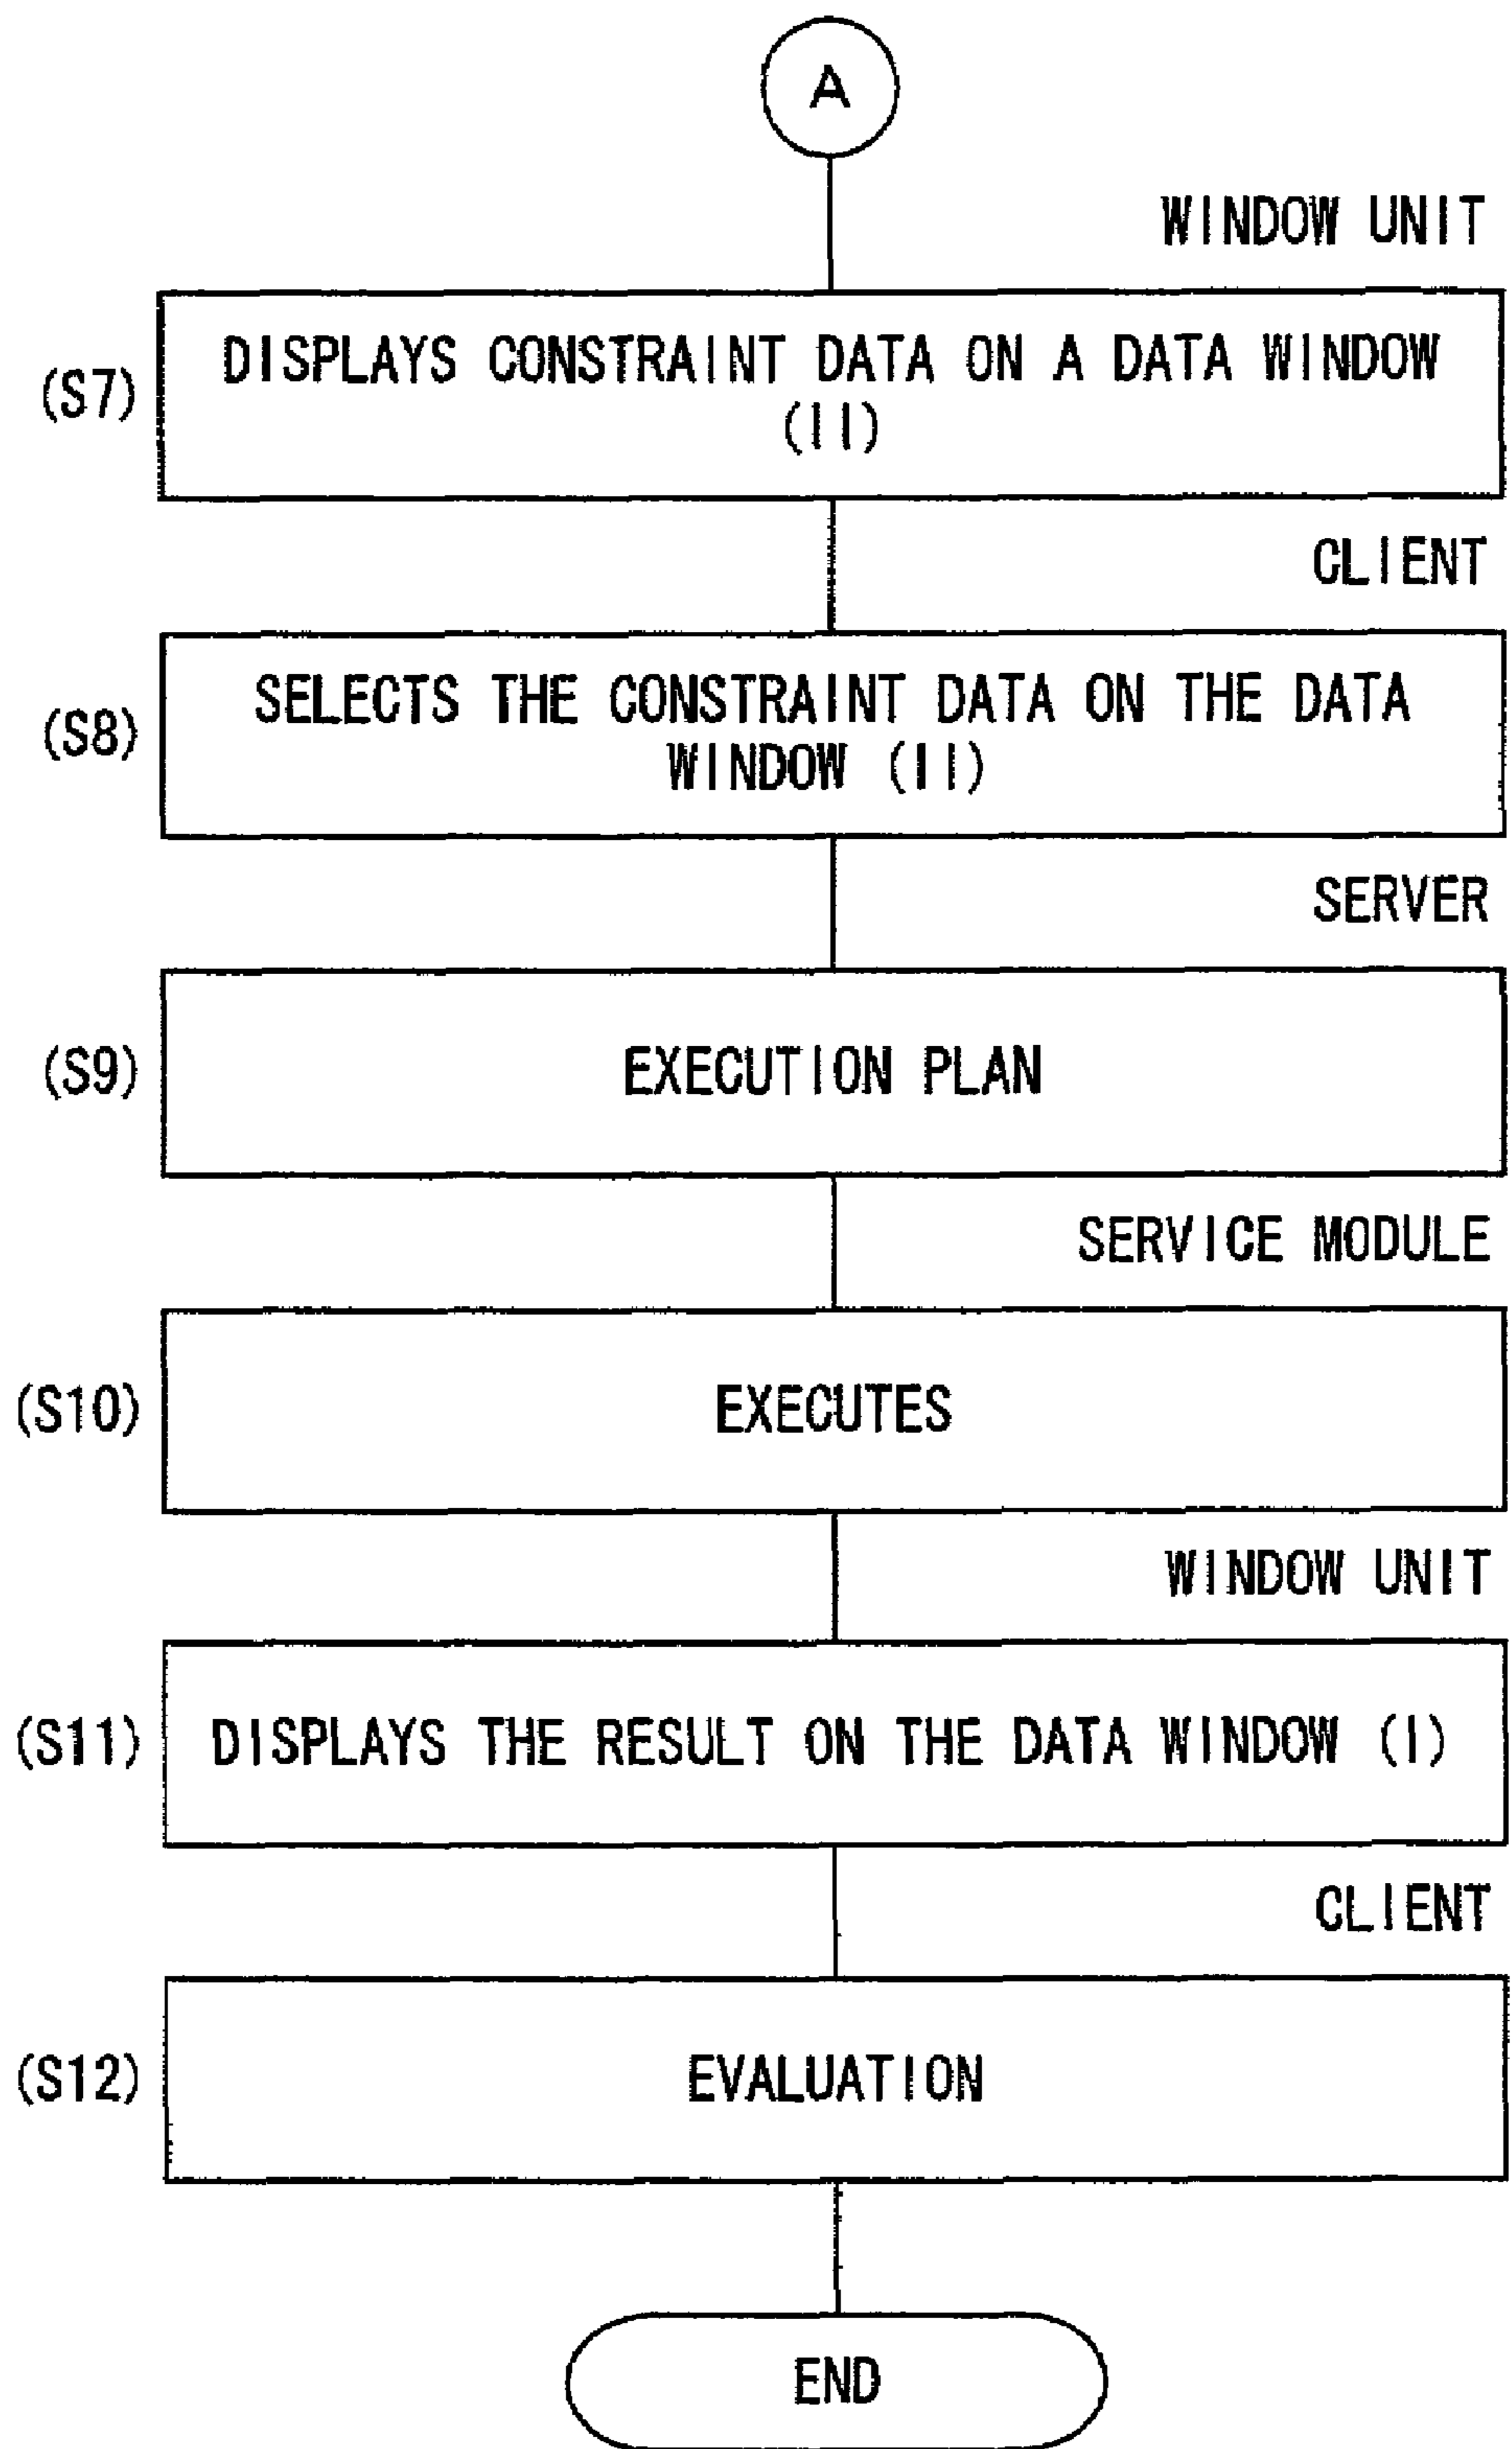 A
WINDOW UNIT
(S7)
DISPLAYS CONSTRAINT DATA ON A DATA WINDOW
(II)
CLIENT
(S8)
SELECTS THE CONSTRAINT DATA ON THE DATA
WINDOW (II)
SERVER
(S9)
EXECUTION PLAN
SERVICE MODULE
(S10)
EXECUTES
WINDOW UNIT
(S11)
DISPLAYS THE RESULT ON THE DATA WINDOW (I)
CLIENT
(S12)
EVALUATION
END